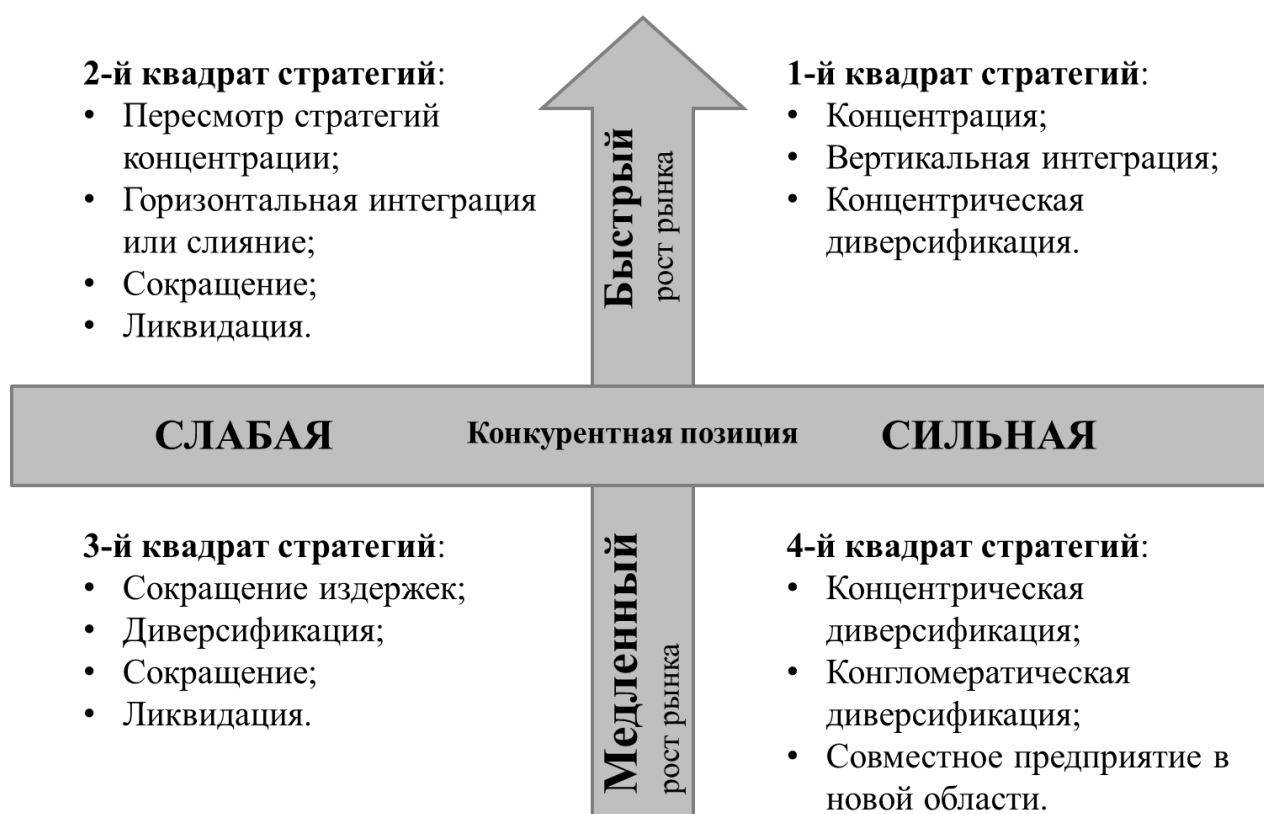 2-й квадрат стратегий:
• Пересмотр стратегий
концентрации;
• Горизонтальная интеграция
или слияние;
• Сокращение;
• Ликвидация.
Быстрый
рост рынка
1-й квадрат стратегий:
• Концентрация;
• Вертикальная интеграция;
• Концентрическая
диверсификация.
СЛАБАЯ
Конкурентная позиция
СИЛЬНАЯ
3-й квадрат стратегий:
• Сокращение издержек;
• Диверсификация;
• Сокращение;
• Ликвидация.
Медленный
рост рынка
4-й квадрат стратегий:
• Концентрическая
диверсификация;
• Конгломератическая
диверсификация;
• Совместное предприятие в
новой области.